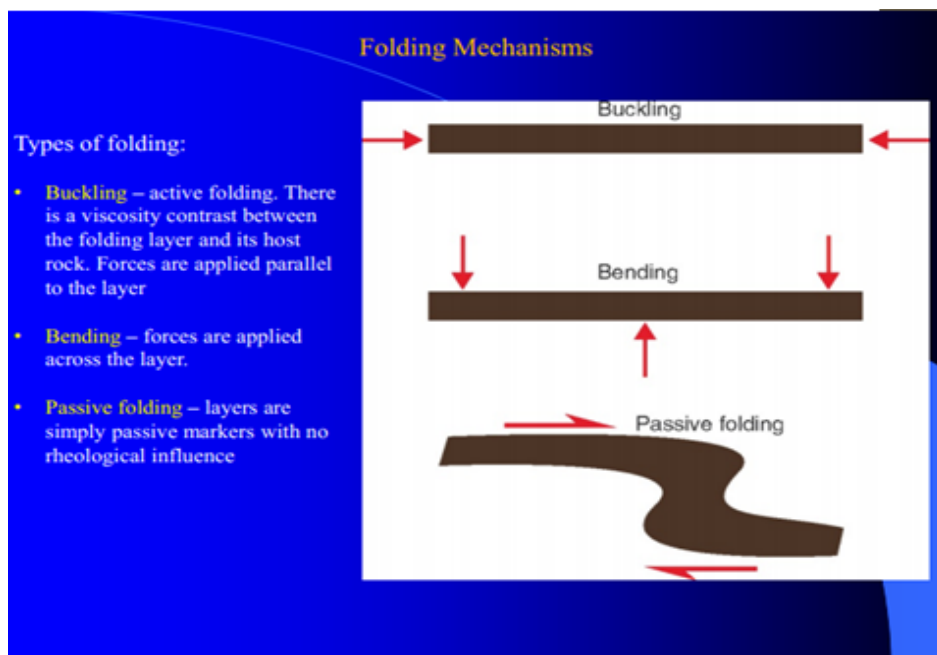 Folding Mechanisms
Types of folding:
• Buckling – active folding. There
is a viscosity contrast between
the folding layer and its host
rock. Forces are applied parallel
to the layer
• Bending – forces are applied
across the layer.
• Passive folding – layers are
simply passive markers with no
rheological influence
Buckling
Bending
Passive folding